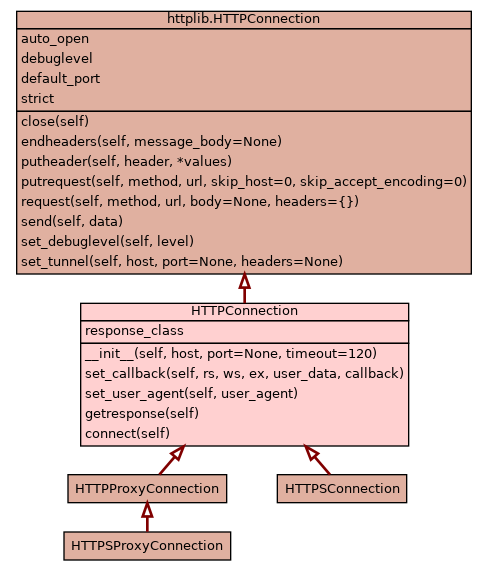 httplib.HTTPConnection
auto_open
debuglevel
default_port
strict
close(self)
endheaders(self, message_body=None)
putheader(self, header, *values)
putrequest(self, method, url, skip_host=0, skip_accept_encoding=0)
request(self, method, url, body=None, headers={})
send(self, data)
set_debuglevel(self, level)
set_tunnel(self, host, port=None, headers=None)
HTTPConnection
response_class
__init__(self, host, port=None, timeout=120)
set_callback(self, rs, ws, ex, user_data, callback)
set_user_agent(self, user_agent)
getresponse(self)
connect(self)
HTTPProxyConnection
HTTPSConnection
HTTPSProxyConnection